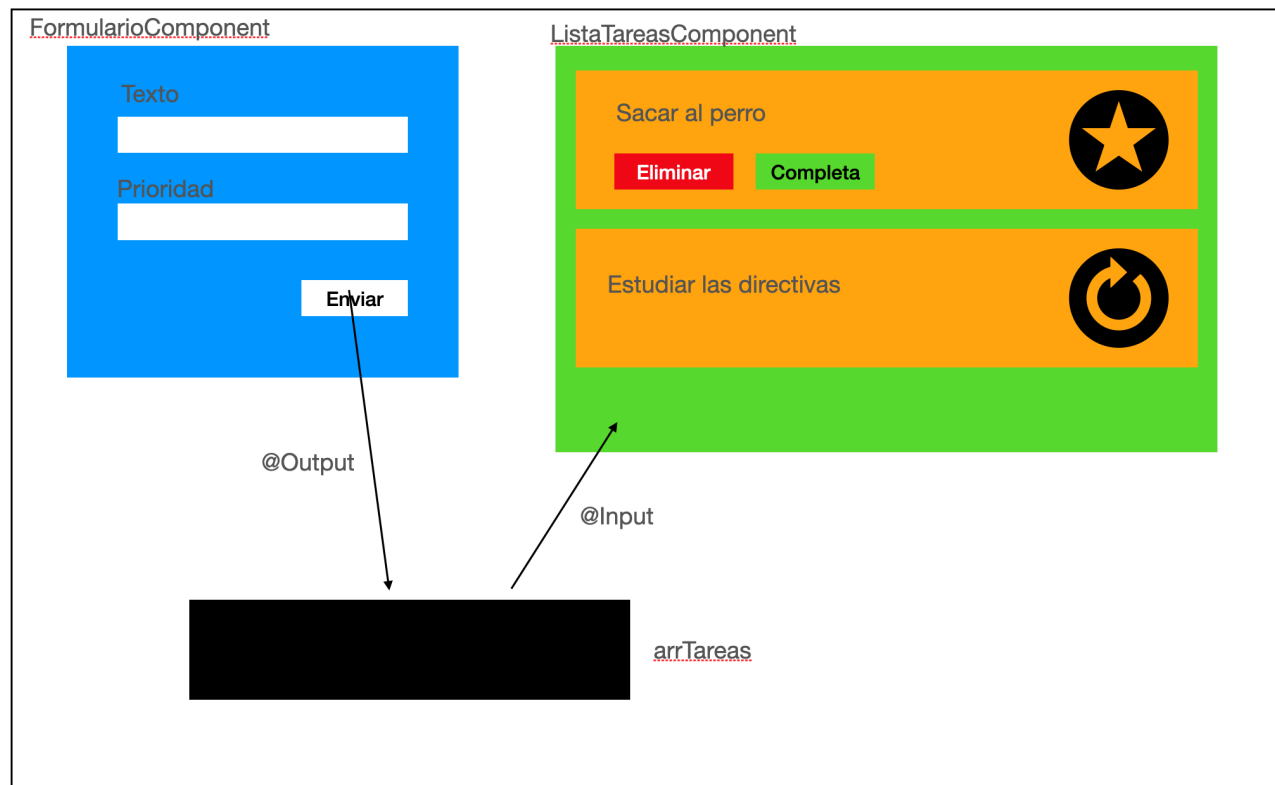 FormularioComponent
Texto
Prioridad
Enviar
@Output
ListaTareasComponent
Sacar al perro
Eliminar
Completa
Estudiar las directivas
@Input
arrTareas